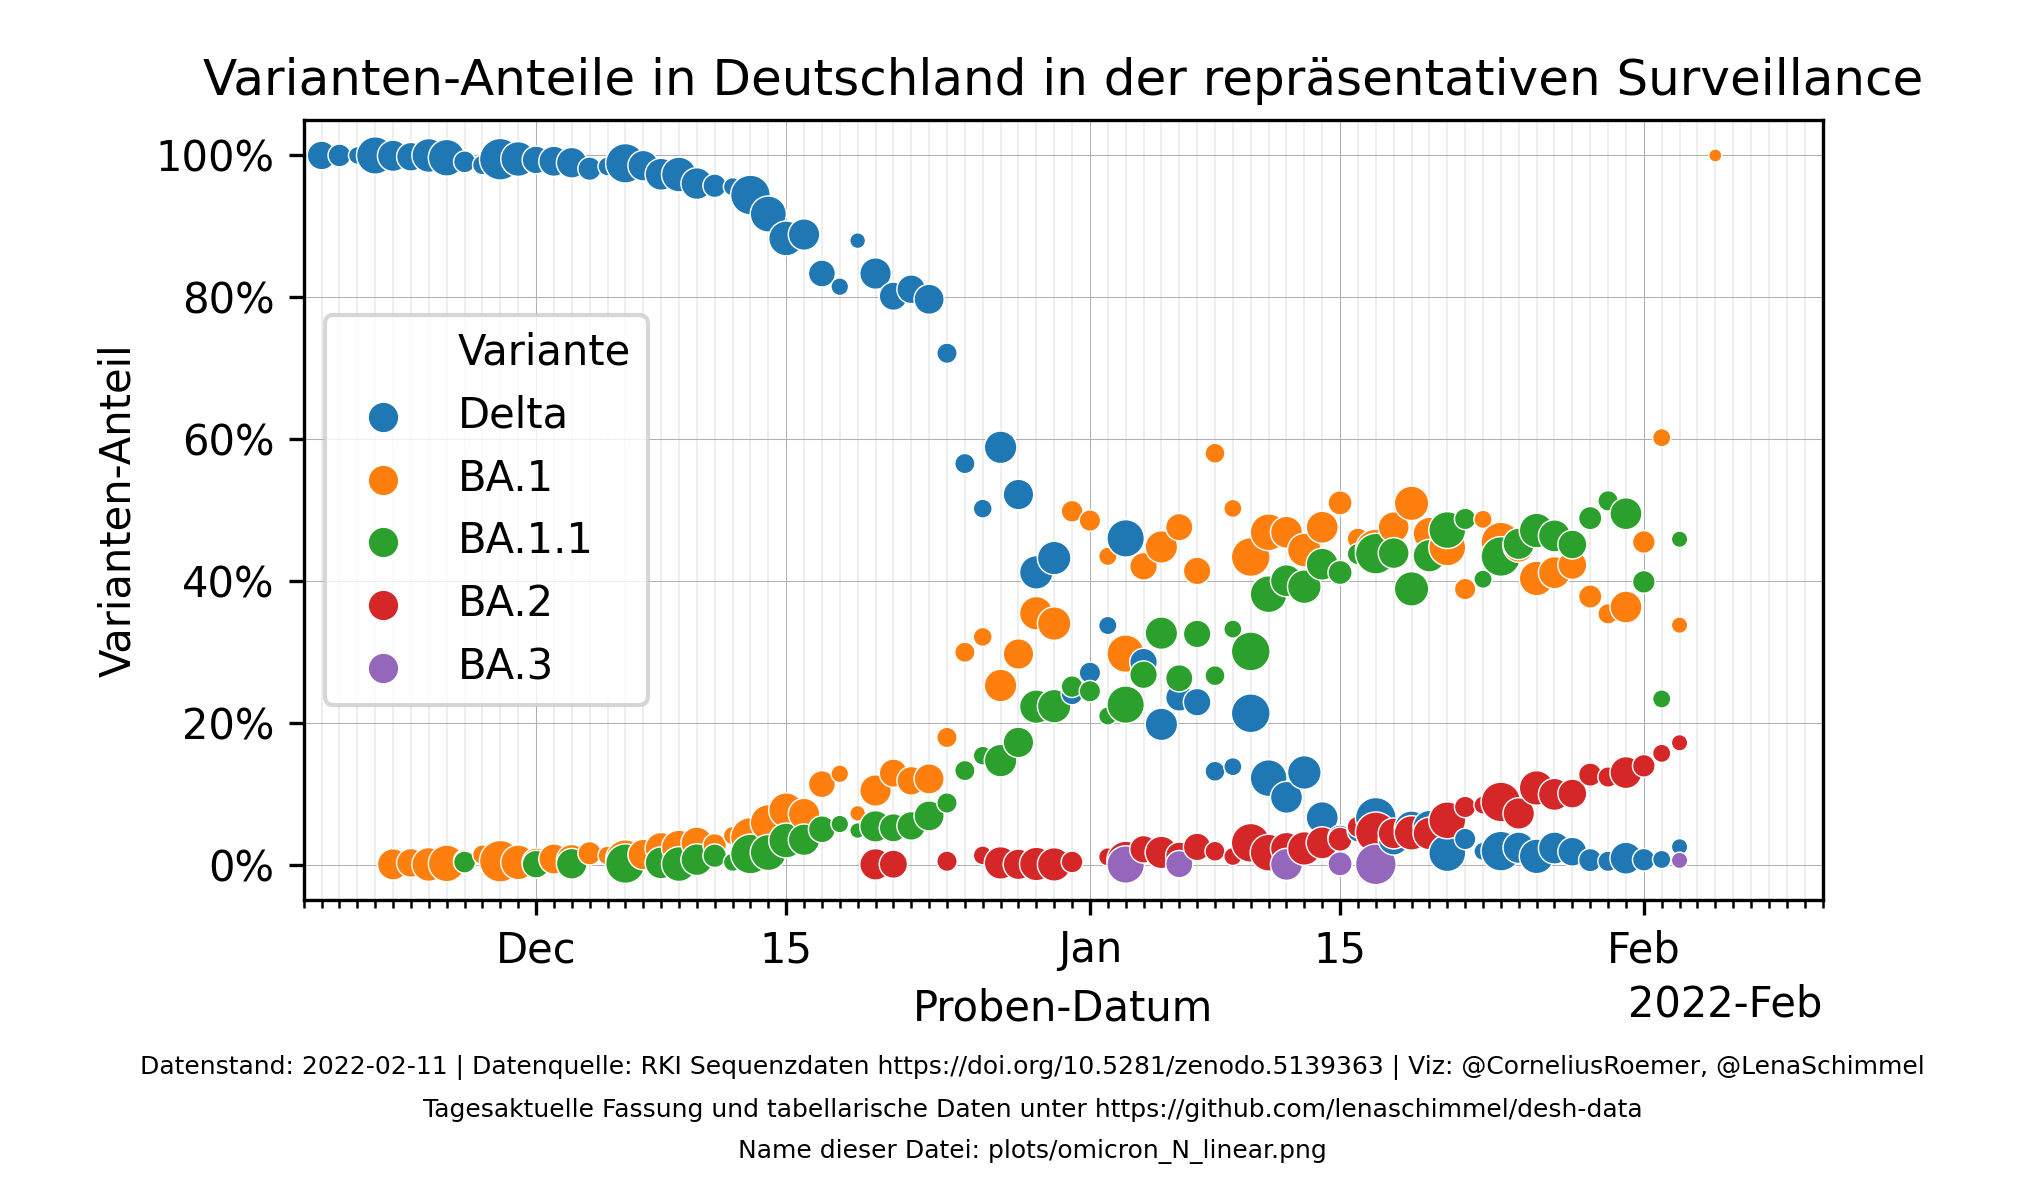 Varianten-Anteile in Deutschland in der repräsentativen Surveillance
Varianten-Anteil
100%
80%
60%
40%
20%
0%
Variante
Delta
BA.1
BA.1.1
BA.2
BA.3
Dec
15
Jan
15
Feb
Proben-Datum
2022-Feb
Datenstand: 2022-02-11 | Datenquelle: RKI Sequenzdaten https://doi.org/10.5281/zenodo.5139363 | Viz: @CorneliusRoemer, @LenaSchimmel
Tagesaktuelle Fassung und tabellarische Daten unter https://github.com/lenaschimmel/desh-data
Name dieser Datei: plots/omicron_N_linear.png